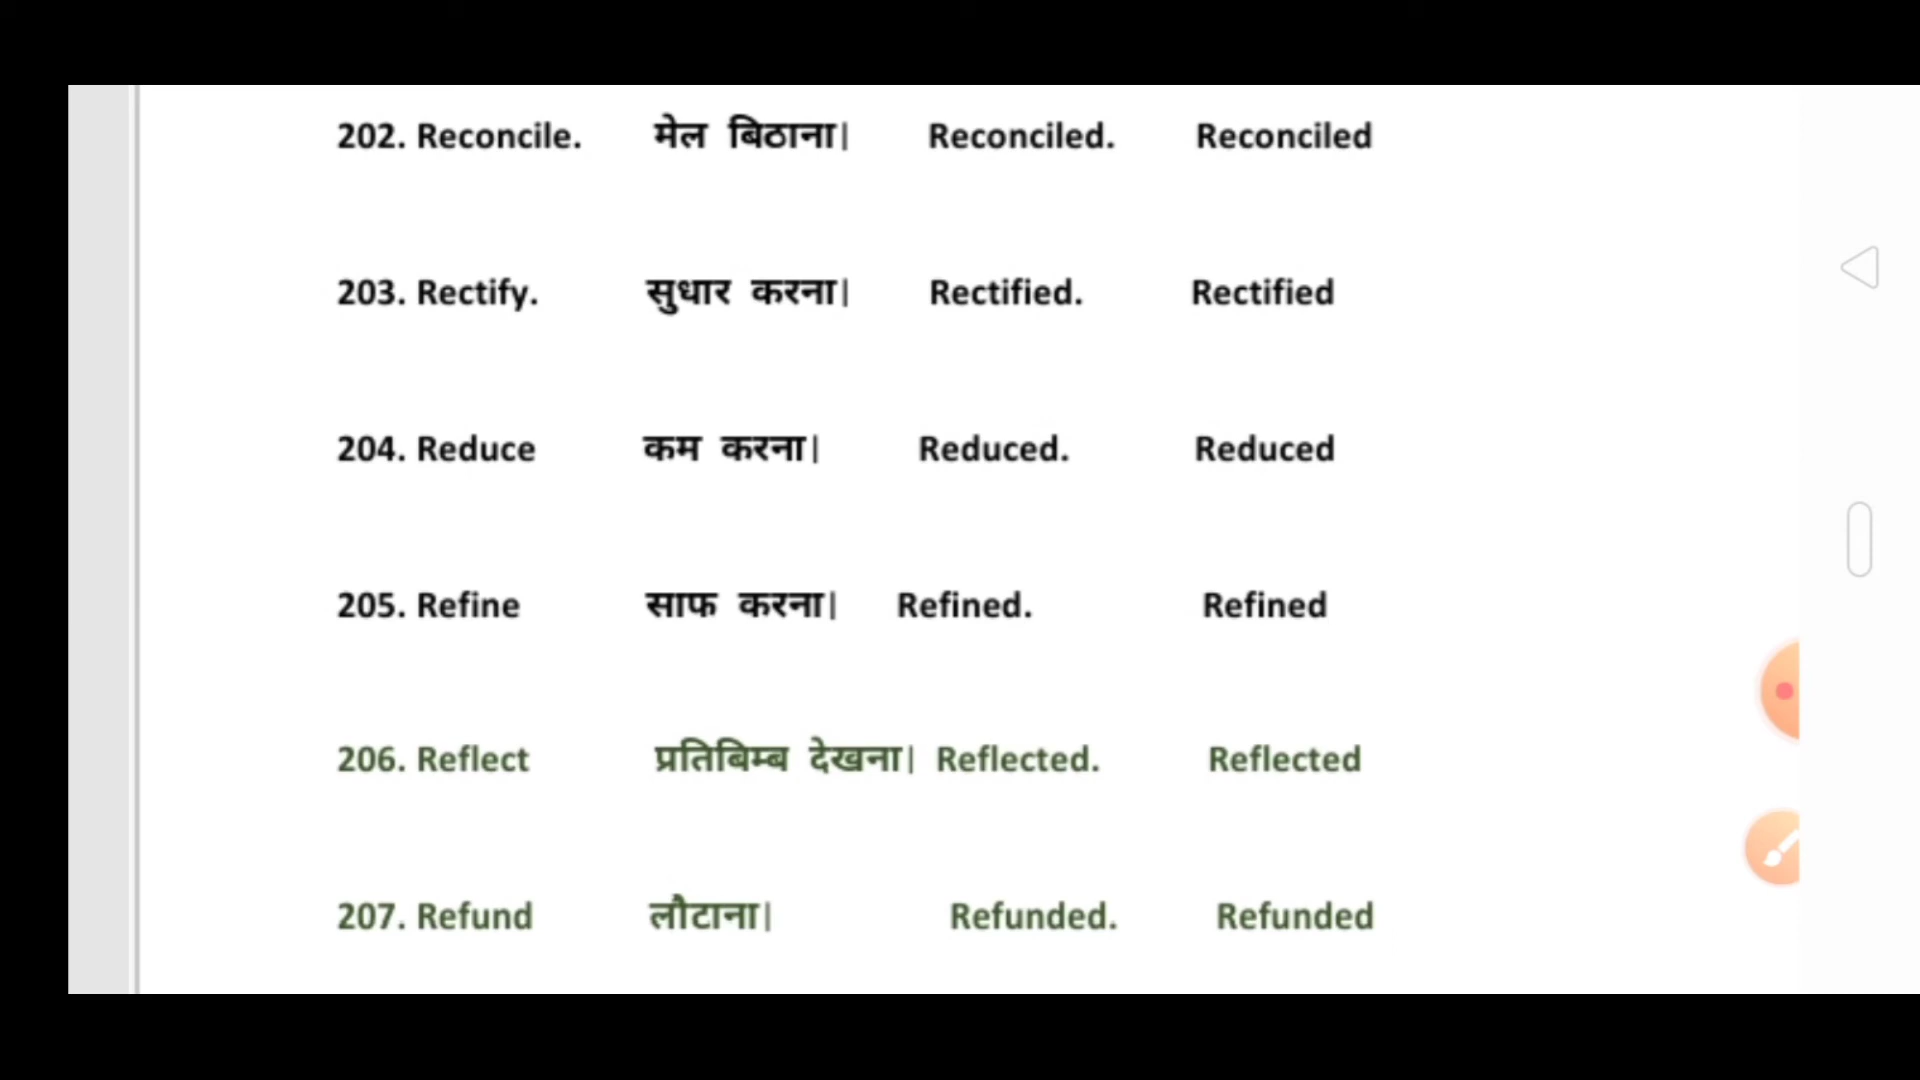 202. Reconcile. मेल बिठाना| Reconciled. Reconciled
203. Rectify. सुधार करना| Rectified. Rectified
204. Reduce कम करना| Reduced. Reduced
205. Refine साफ करना| Refined. Refined
206. Reflect प्रतिबिम्ब देखना| Reflected. Reflected
207. Refund लौटाना| Refunded. Refunded